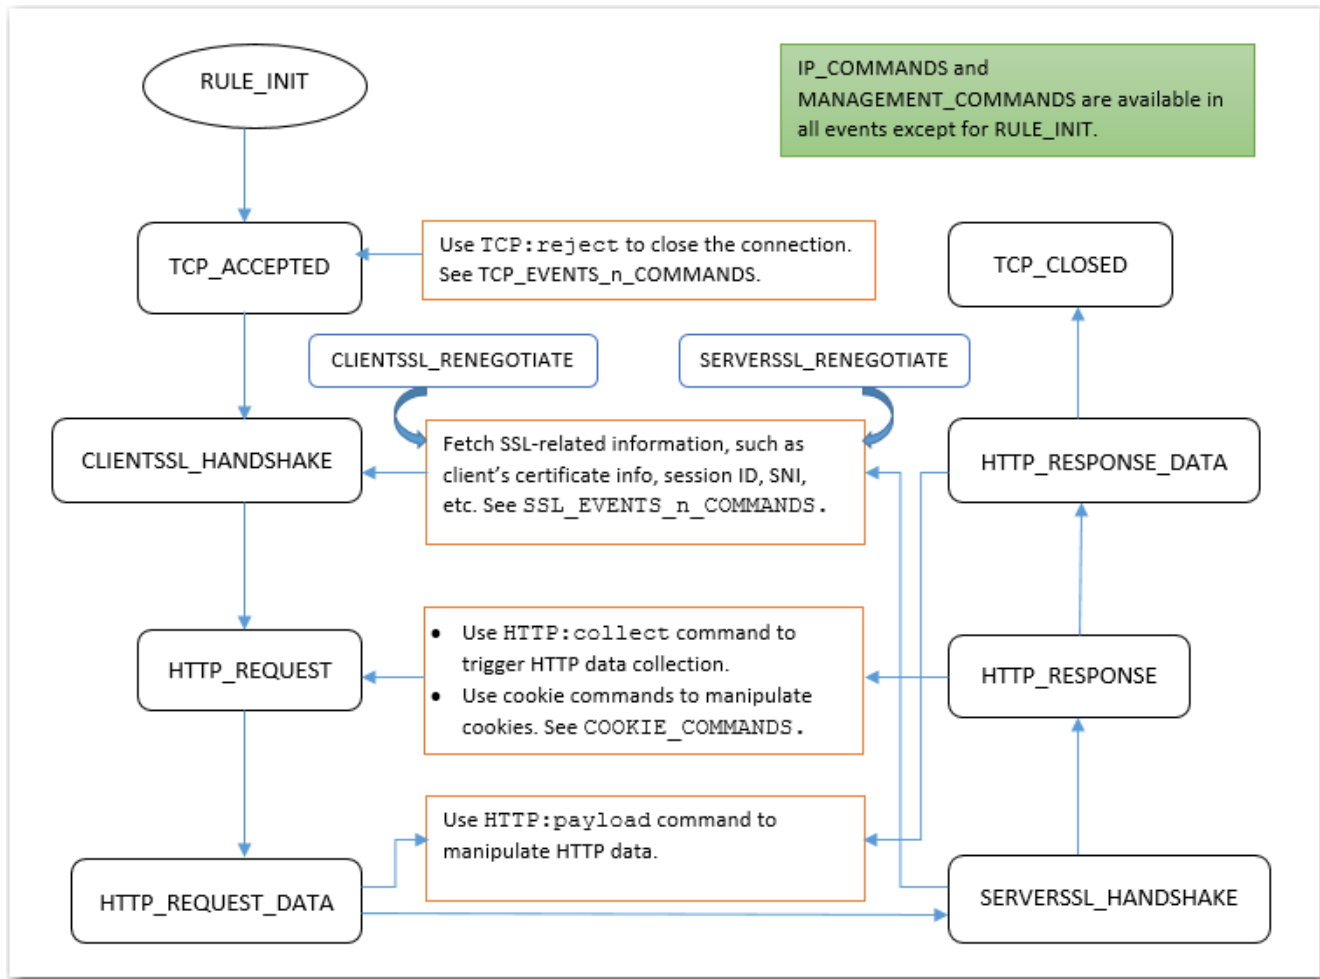 RULE_INIT
IP_COMMANDS and
MANAGEMENT_COMMANDS are available in
all events except for RULE_INIT.
TCP_ACCEPTED
Use TCP:reject to close the connection.
See TCP_EVENTS_n_COMMANDS.
TCP_CLOSED
CLIENTSSL_RENEGOTIATE
SERVERSSL_RENEGOTIATE
CLIENTSSL_HANDSHAKE
Fetch SSL-related information, such as
client’s certificate info, session ID, SNI,
etc. See SSL_EVENTS_n_COMMANDS.
HTTP_RESPONSE_DATA
HTTP_REQUEST
● Use HTTP:collect command to
trigger HTTP data collection.
● Use cookie commands to manipulate
cookies. See COOKIE_COMMANDS.
HTTP_RESPONSE
Use HTTP:payload command to
manipulate HTTP data.
HTTP_REQUEST_DATA
SERVERSSL_HANDSHAKE